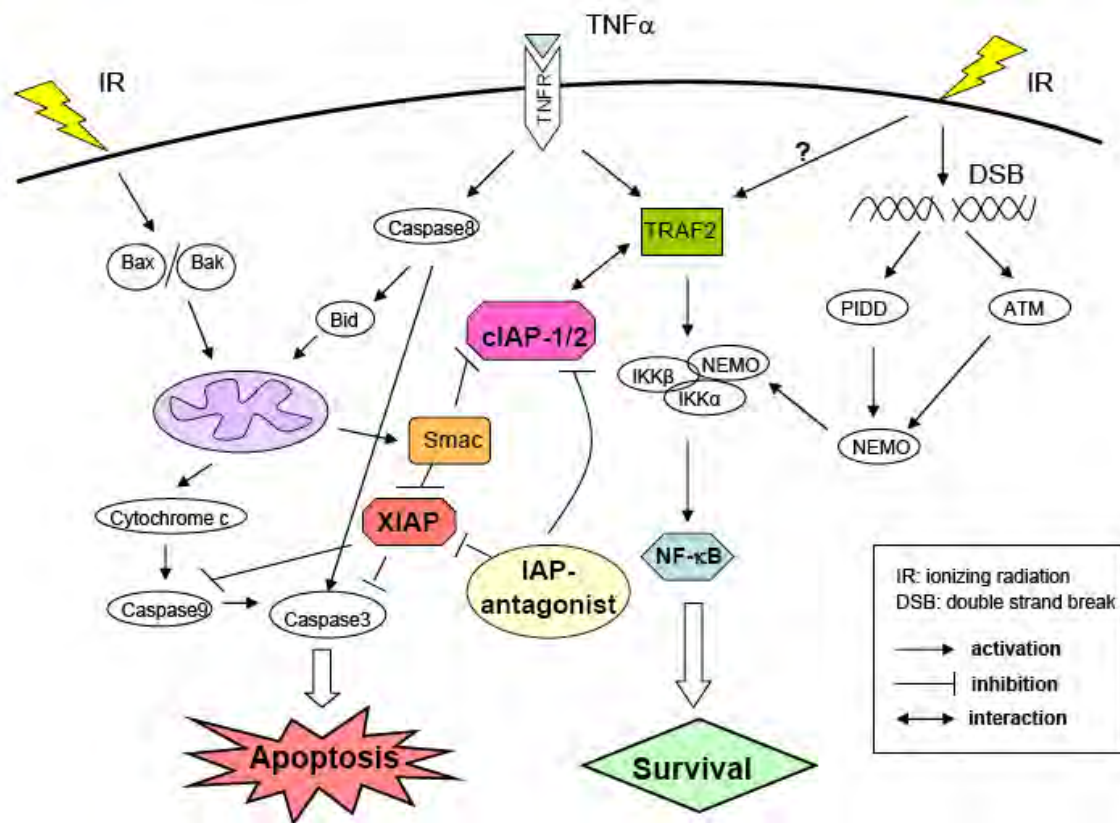 TNFα
IR
IR
TNFR
?
DSB
Caspase8
TRAF2
Bax
Bak
Bid
cIAP-1/2
PIDD
ATM
IKKβ
NEMO
IKKα
Smac
NEMO
Cytochrome c
XIAP
NF-κB
IAP-
antagonist
Caspase9
Caspase3
IR: ionizing radiation
DSB: double strand break
activation
inhibition
interaction
Apoptosis
Survival